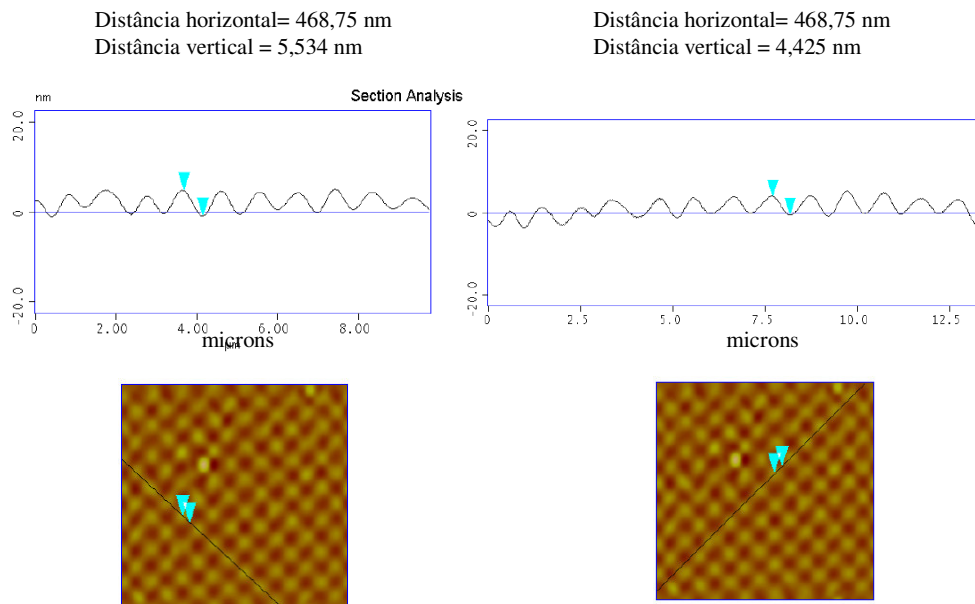 Distância horizontal= 468,75 nm
Distância vertical = 5,534 nm
Distância horizontal= 468,75 nm
Distância vertical = 4,425 nm
nm
Section Analysis
20.0
0
-20.0
0
2.00
4.00
6.00
8.00
microns
20.0
0
-20.0
0
2.5
5.0
7.5
10.0
12.5
microns